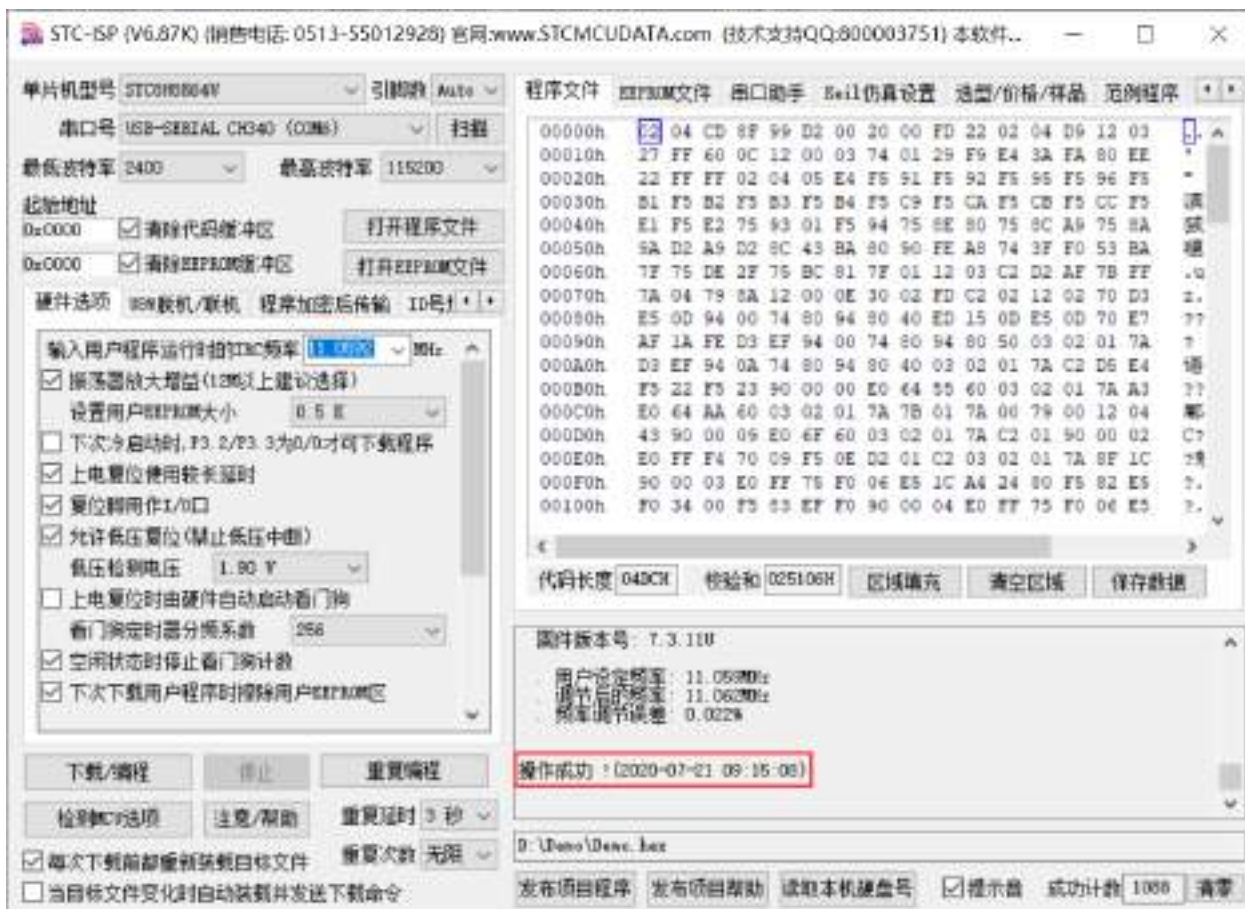 STC-ISP (V6.87K) (销售电话: 0513-55012928) 官网:www.STCMCUDATA.com (技术支持QQ:800003751) 本软件..
单片机型号 引脚数 Auto
串口号 USB-SERIAL CH340 (COM6) 扫描
最低波特率 2400 最高波特率 115200
起始地址
0x0000 清除代码缓冲区 打开程序文件
0x0000 清除EEPROM缓冲区 打开EEPROM文件
硬件选项 脱机/联机 程序加密后传输 ID号
输入用户程序运行时的IRC频率 MHz
振荡器放大增益(12M以上建议选择)
设置用户EEPROM大小 0.5 K
下次冷启动时,P3.2/P3.3为0/0才可下载程序
上电复位使用较长延时
复位脚用作I/O口
允许低压复位(禁止低压中断)
低压检测电压 1.90 V
上电复位时由硬件自动启动看门狗
看门狗定时器分频系数 256
空闲状态时停止看门狗计数
下次下载用户程序时擦除用户EEPROM区
下载/编程 停止 重复编程
检测MCU选项 注意/帮助 重复延时 3 秒
重复次数 无限
每次下载前都重新装载目标文件
当目标文件变化时自动装载并发送下载命令
程序文件 EEPROM文件 串口助手 Keil仿真设置 选型/价格/样品 范例程序
00000h 02 04 CD 8F 99 D2 00 20 00 FD 22 02 04 D9 12 03
00010h 27 FF 60 0C 12 00 03 74 01 29 F9 E4 3A FA 80 EE
00020h 22 FF FF 02 04 05 E4 F5 91 F5 92 F5 95 F5 96 F5
00030h B1 F5 B2 F5 B3 F5 B4 F5 C9 F5 CA F5 CB F5 CC F5
00040h E1 F5 E2 75 93 01 F5 94 75 8E 80 75 8C A9 75 8A
00050h 9A D2 A9 D2 8C 43 BA 80 90 FE A8 74 3F F0 53 BA
00060h 7F 75 DE 2F 75 BC 81 7F 01 12 03 C2 D2 AF 7B FF
00070h 7A 04 79 8A 12 00 0E 30 02 FD C2 02 12 02 70 D3
00080h E5 0D 94 00 74 80 94 80 40 ED 15 0D E5 0D 70 E7
00090h AF 1A FE D3 EF 94 00 74 80 94 80 50 03 02 01 7A
000A0h D3 EF 94 0A 74 80 94 80 40 03 02 01 7A C2 D5 E4
000B0h F5 22 F5 23 90 00 00 E0 64 55 60 03 02 01 7A A3
000C0h E0 64 AA 60 03 02 01 7A 7B 01 7A 00 79 00 12 04
000D0h 43 90 00 09 E0 6F 60 03 02 01 7A C2 01 90 00 02
000E0h E0 FF F4 70 09 F5 0E D2 01 C2 03 02 01 7A 8F 1C
000F0h 90 00 03 E0 FF 75 F0 06 E5 1C A4 24 80 F5 82 E5
00100h F0 34 00 F5 83 EF F0 90 00 04 E0 FF 75 F0 06 E5
代码长度 04DCH 校验和 025106H 区域填充 清空区域 保存数据
固件版本号: 7.3.11U
. 用户设定频率: 11.059MHz
. 调节后的频率: 11.062MHz
. 频率调节误差: 0.022%
操作成功 !(2020-07-21 09:15:08)
D:\Demo\Demo.hex
发布项目程序 发布项目帮助 读取本机硬盘号 提示音 成功计数 1088 清零